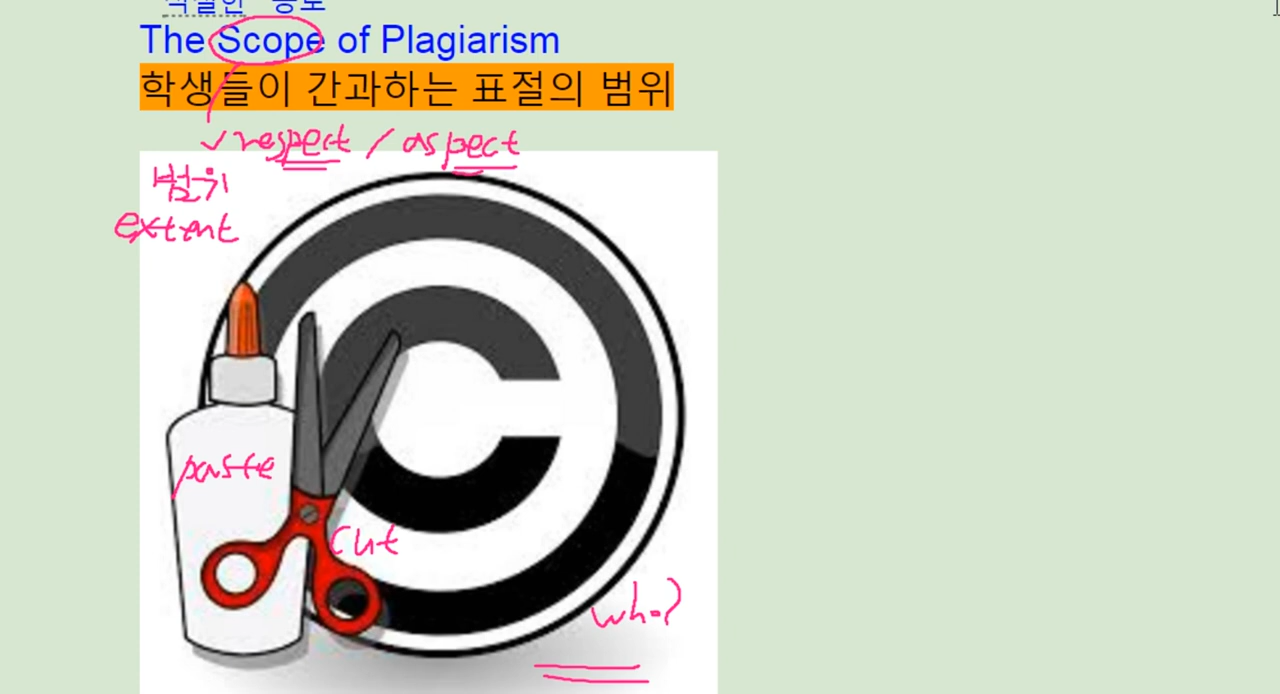 The Scope of Plagiarism
학생들이 간과하는 표절의 범위
respect / aspect
범위
extent
paste
cut
who?